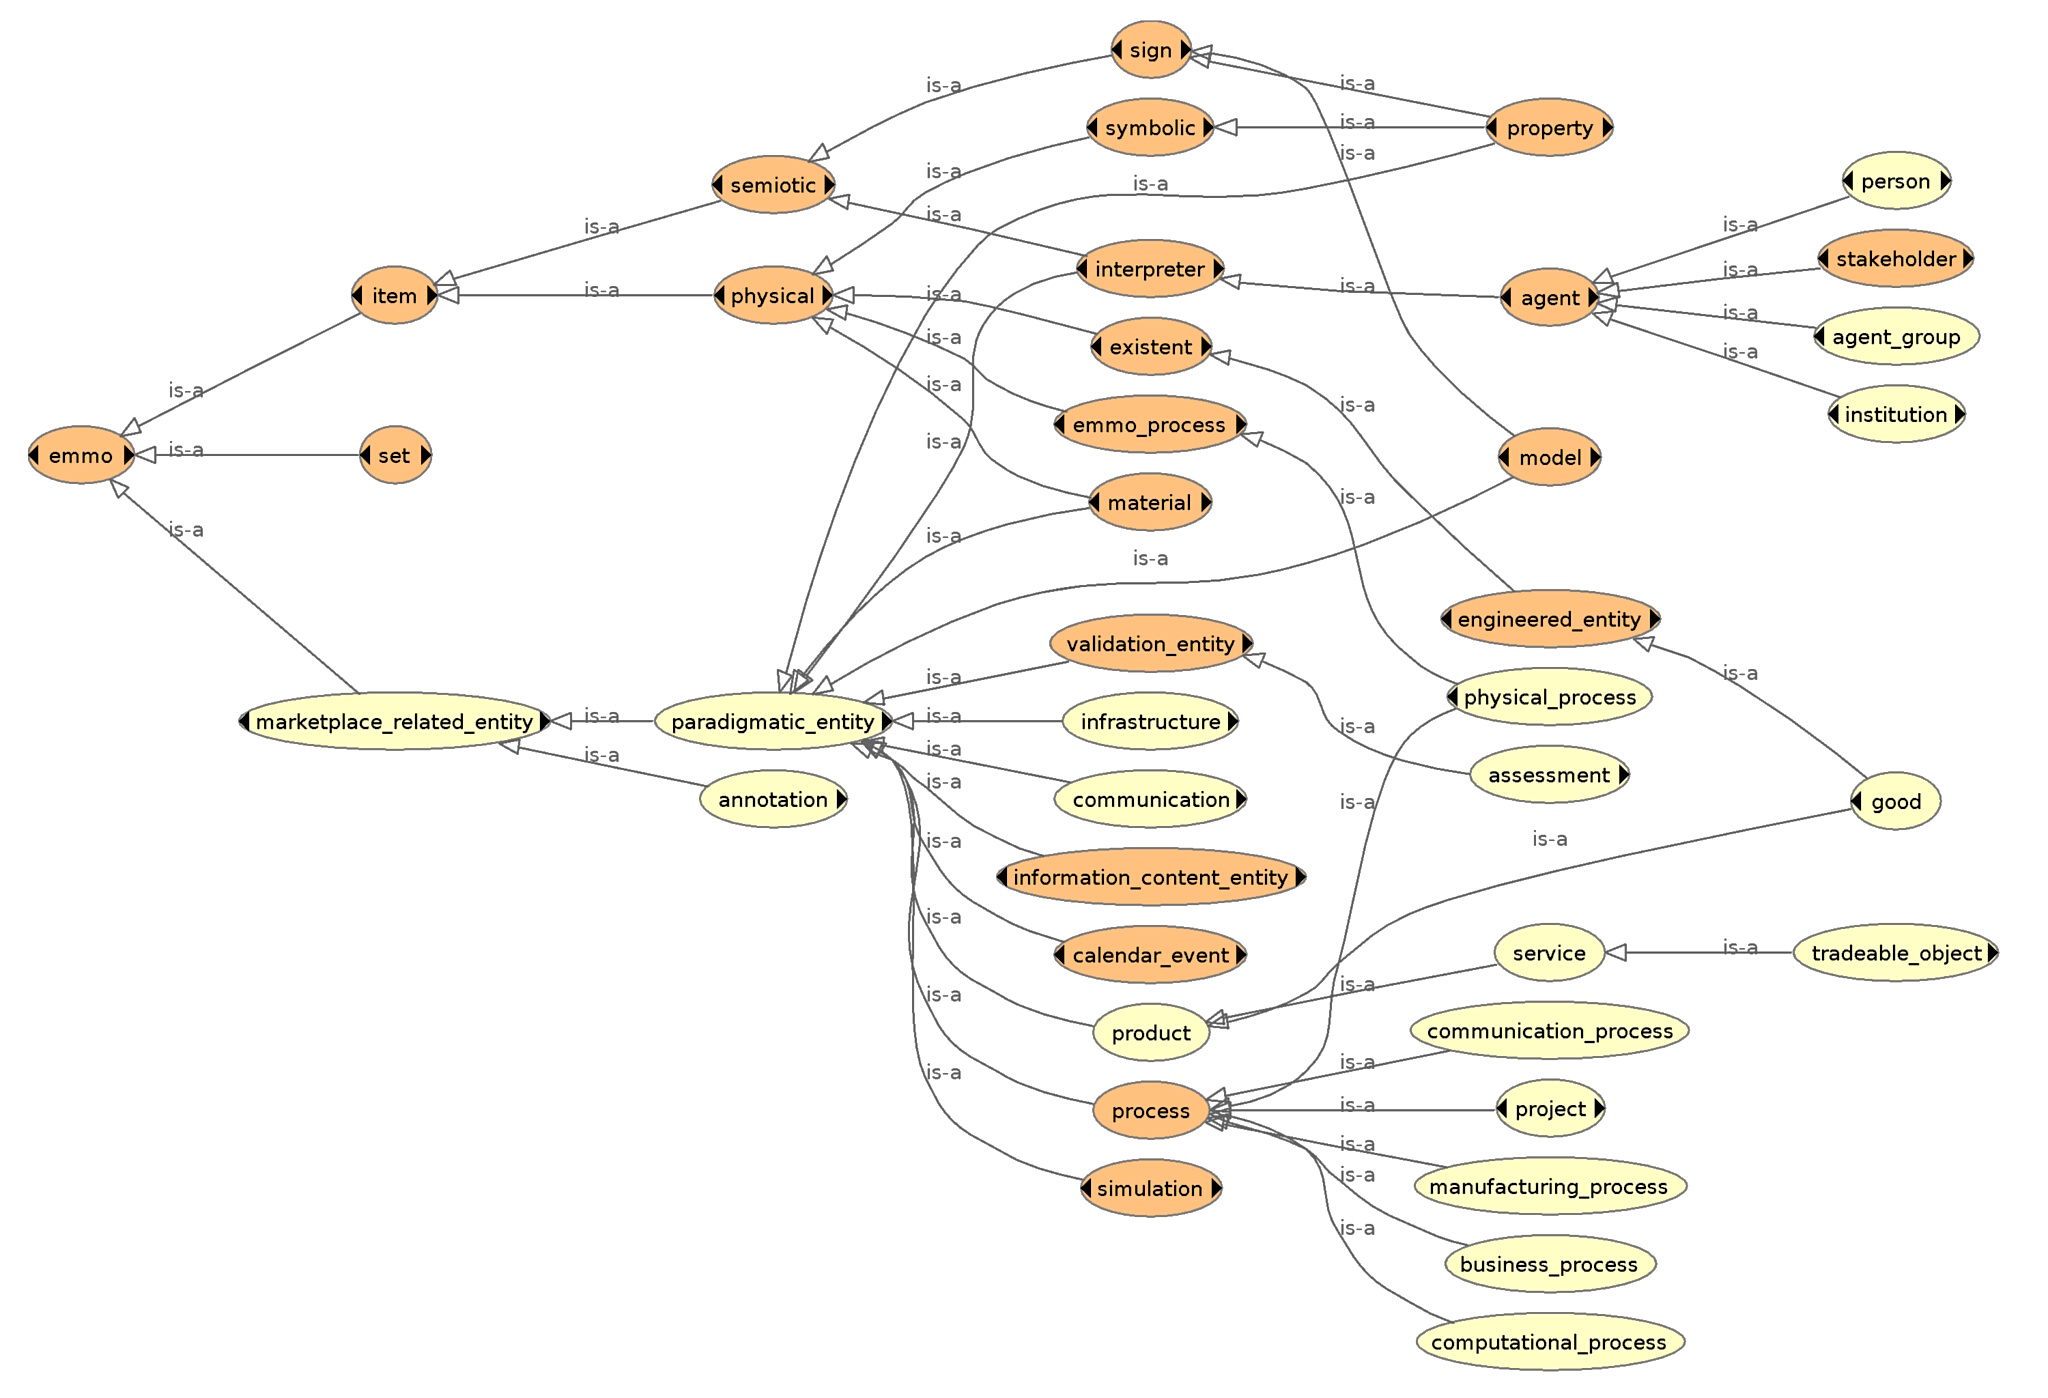 sign
is-a
is-a
symbolic
is-a
property
is-a
is-a
semiotic
is-a
person
is-a
is-a
is-a
stakeholder
interpreter
is-a
is-a
item
is-a
physical
is-a
agent
is-a
is-a
agent_group
is-a
existent
is-a
is-a
is-a
is-a
institution
emmo_process
is-a
emmo
is-a
set
model
is-a
material
is-a
is-a
is-a
engineered_entity
validation_entity
is-a
is-a
physical_process
marketplace_related_entity
is-a
paradigmatic_entity
is-a
infrastructure
is-a
is-a
is-a
assessment
annotation
communication
is-a
is-a
good
is-a
is-a
information_content_entity
is-a
service
is-a
tradeable_object
calendar_event
is-a
is-a
product
communication_process
is-a
is-a
process
is-a
project
is-a
is-a
simulation
manufacturing_process
is-a
business_process
computational_process